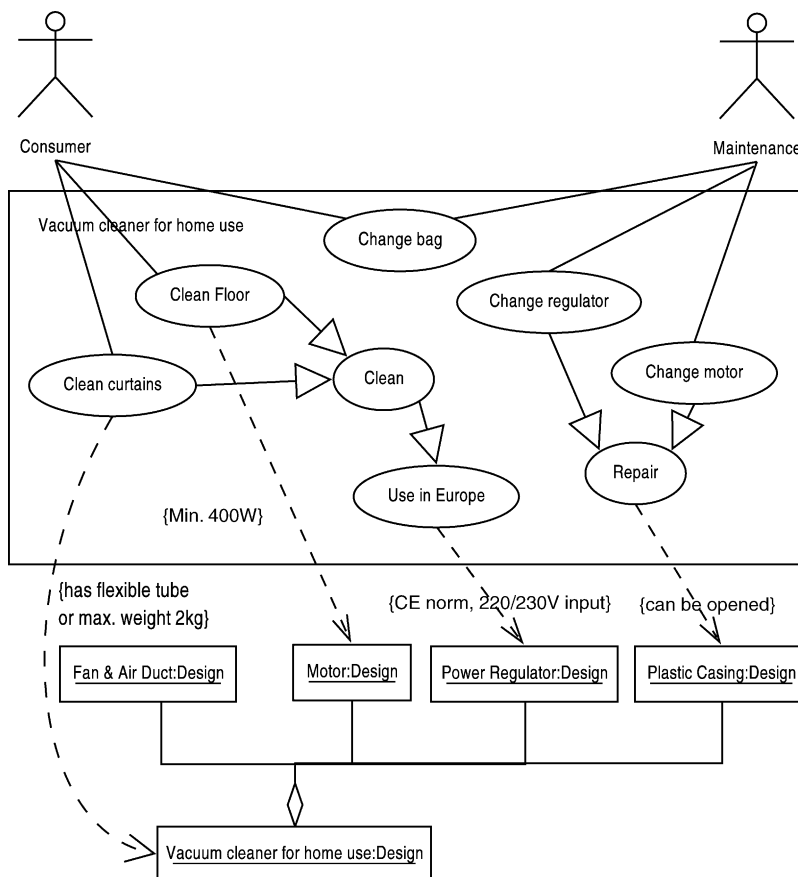 Consumer
Maintenance
Vacuum cleaner for home use
Change bag
Clean Floor
Change regulator
Clean curtains
Clean
Change motor
Use in Europe
Repair
{Min. 400W}
{has flexible tube
or max. weight 2kg}
{CE norm, 220/230V input}
{can be opened}
Fan & Air Duct:Design
Motor:Design
Power Regulator:Design
Plastic Casing:Design
Vacuum cleaner for home use:Design